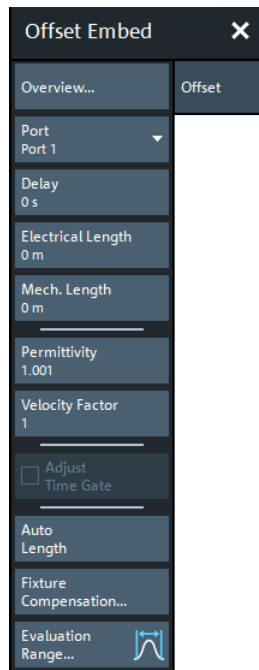 Offset Embed
Overview...
Offset
Port
Port 1
Delay
0 s
Electrical Length
0 m
Mech. Length
0 m
Permittivity
1.001
Velocity Factor
1
Adjust
Time Gate
Auto
Length
Fixture
Compensation...
Evaluation
Range...